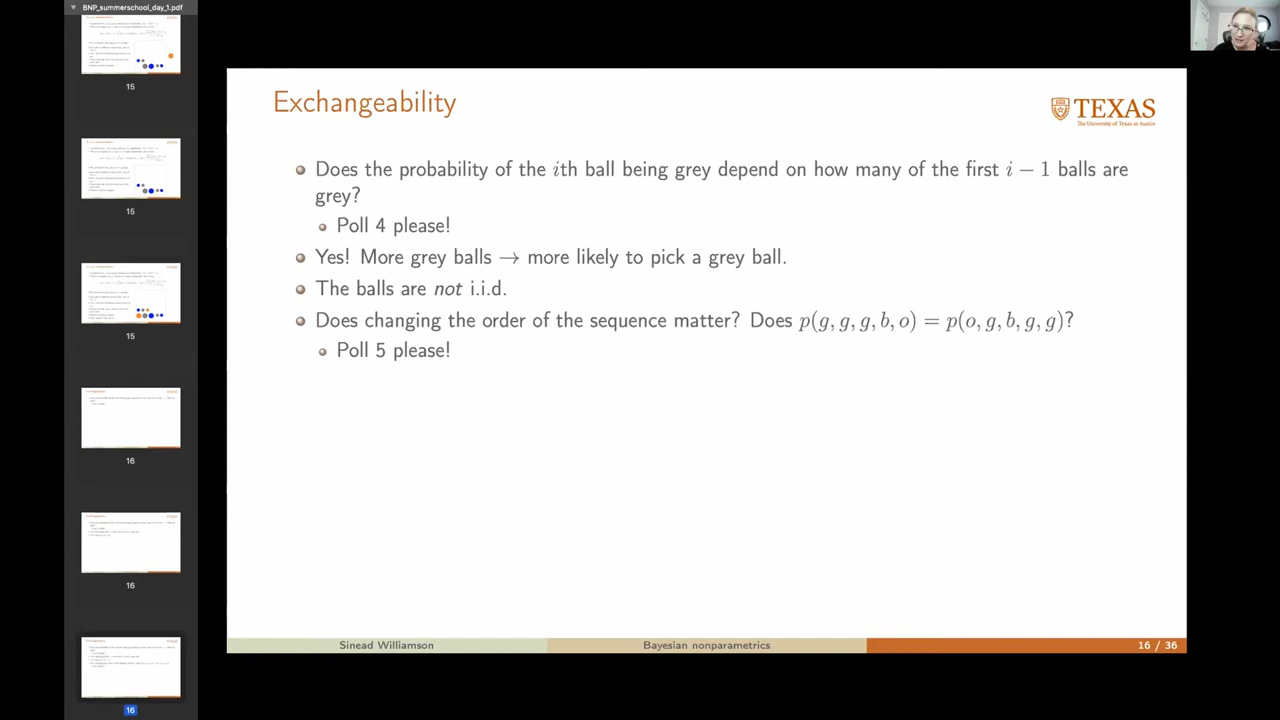 BNP_summerschool_day_1.pdf
15
15
15
16
16
16
Exchangeability
TEXAS
The University of Texas at Austin
Does the probability of the ith ball being grey depend on how many of the first i − 1 balls are
grey?
Poll 4 please!
Yes! More grey balls → more likely to pick a grey ball.
The balls are not i.i.d.
Does changing the order of the sequence matter? Does p(g, g, g, b, o) = p(o, g, b, g, g)?
Poll 5 please!
Sinead Williamson
Bayesian nonparametrics
16 / 36